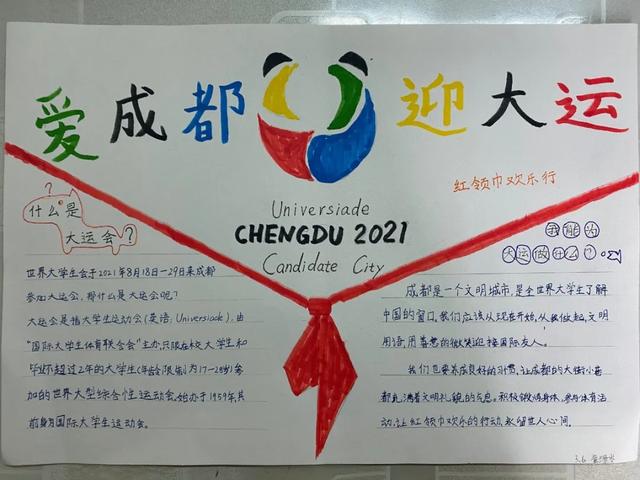 爱成都 迎大运
红领巾欢乐行
Universiade
CHENGDU 2021
Candidate City
?
什么是
大运会?
世界大学生会于2021年8月18日-29日来成都
参加大运会,那什么是大运会呢?
大运会是指大学生运动会(英语:Universiade),由
"国际大学生体育联合会"主办,只限在校大学生和
毕业不超过2年的大学生(年龄限制为17-28岁)参
加的世界大型综合性运动会。始办于1959年,其
前身为国际大学生运动会。
我能为
大运做什么?
成都是一个文明城市,是全世界大学生了解
中国的窗口。我们应该从现在开始,从我做起,文明
用语,用善意的微笑迎接国际友人。
我们也要养成良好的习惯,让成都的大街小巷
都充满着文明礼貌的气息。积极锻炼身体,参与体育活
动,让红领巾欢乐的行动永留世人心间。
3.6